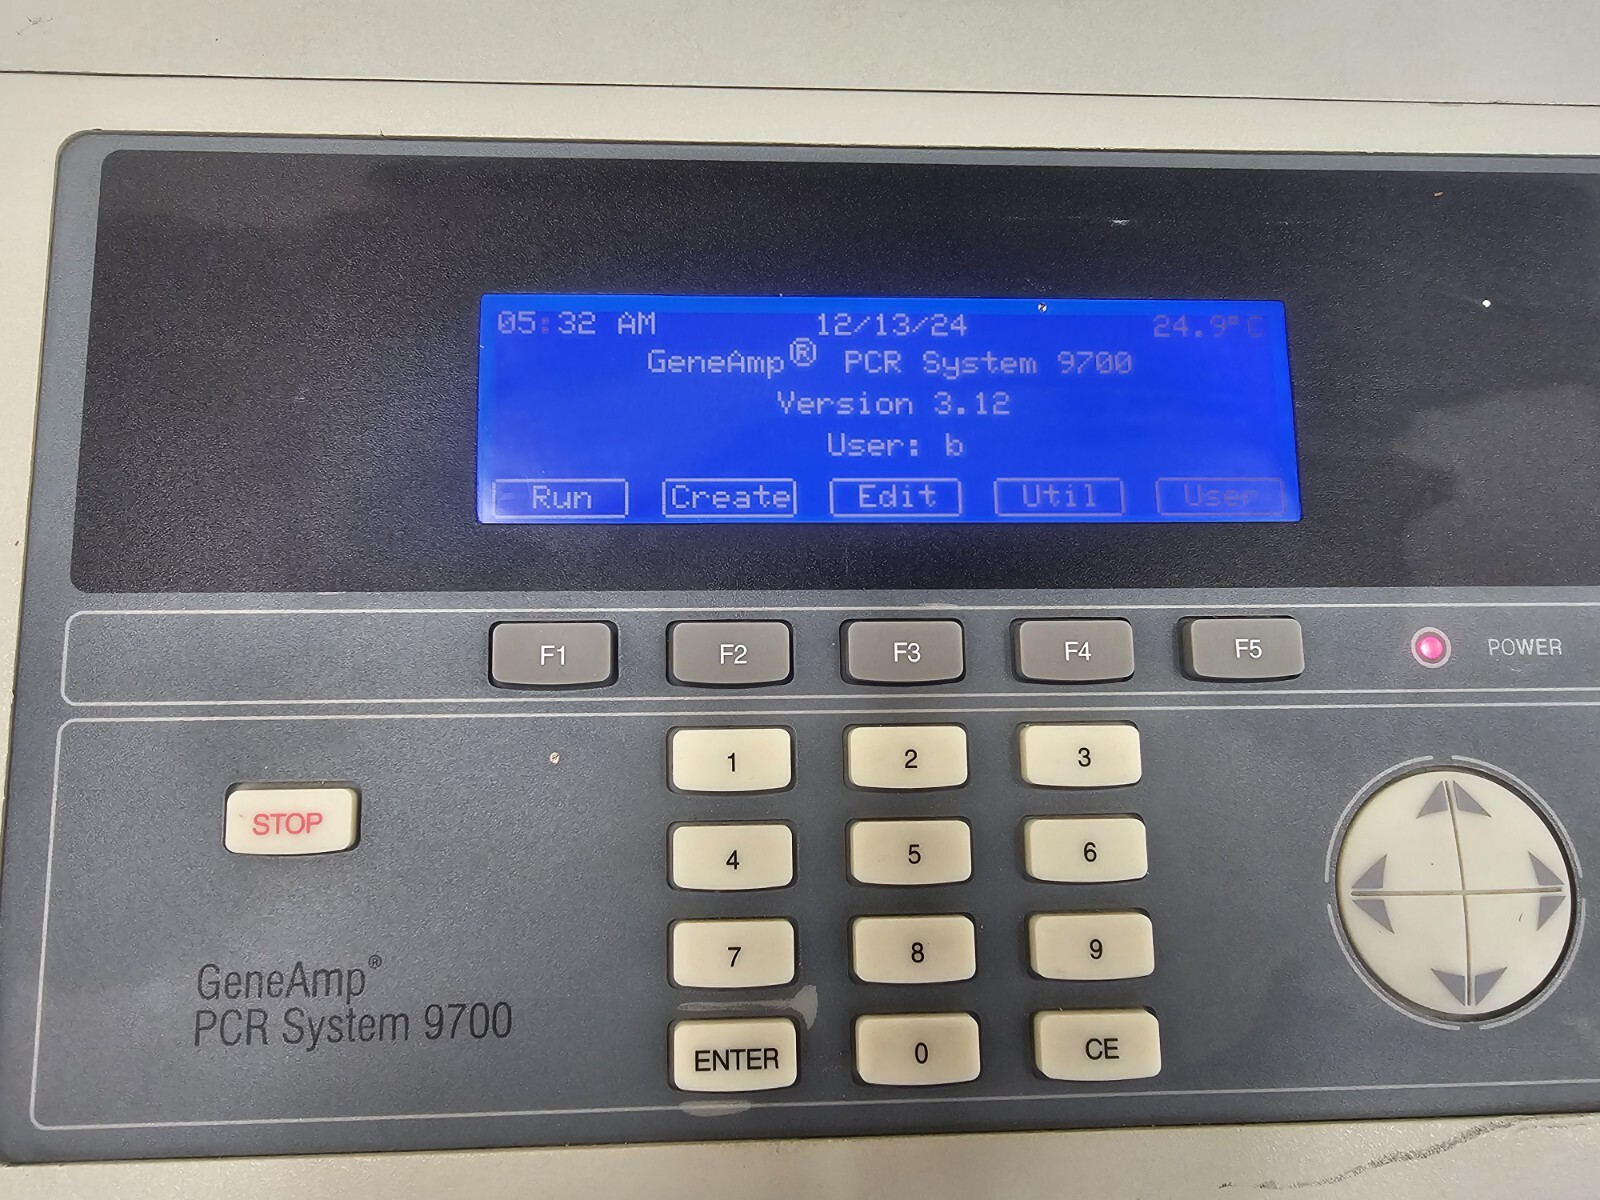 05:32 AM 12/13/24 24.9°C
GeneAmp® PCR System 9700
Version 3.12
User: b
Run Create Edit Util User
F1 F2 F3 F4 F5 POWER
1 2 3
STOP
4 5 6
7 8 9
GeneAmp®
PCR System 9700
ENTER 0 CE